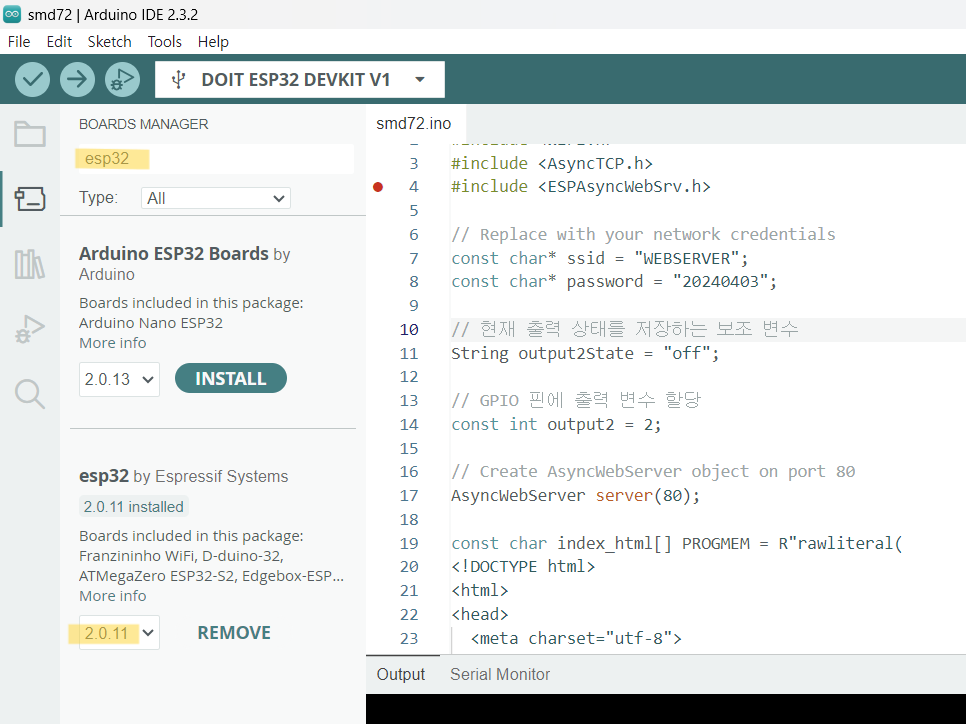 smd72 | Arduino IDE 2.3.2
File Edit Sketch Tools Help
DOIT ESP32 DEVKIT V1
BOARDS MANAGER
esp32
Type: All
Arduino ESP32 Boards by
Arduino
Boards included in this package:
Arduino Nano ESP32
More info
2.0.13 INSTALL
esp32 by Espressif Systems
2.0.11 installed
Boards included in this package:
Franzininho WiFi, D-duino-32,
ATMegaZero ESP32-S2, Edgebox-ESP...
More info
2.0.11 REMOVE
smd72.ino
3 #include <AsyncTCP.h>
4 #include <ESPAsyncWebSrv.h>
5
6 // Replace with your network credentials
7 const char* ssid = "WEBSERVER";
8 const char* password = "20240403";
9
10 // 현재 출력 상태를 저장하는 보조 변수
11 String output2State = "off";
12
13 // GPIO 핀에 출력 변수 할당
14 const int output2 = 2;
15
16 // Create AsyncWebServer object on port 80
17 AsyncWebServer server(80);
18
19 const char index_html[] PROGMEM = R"rawliteral(
20 <!DOCTYPE html>
21 <html>
22 <head>
23 <meta charset="utf-8">
Output Serial Monitor